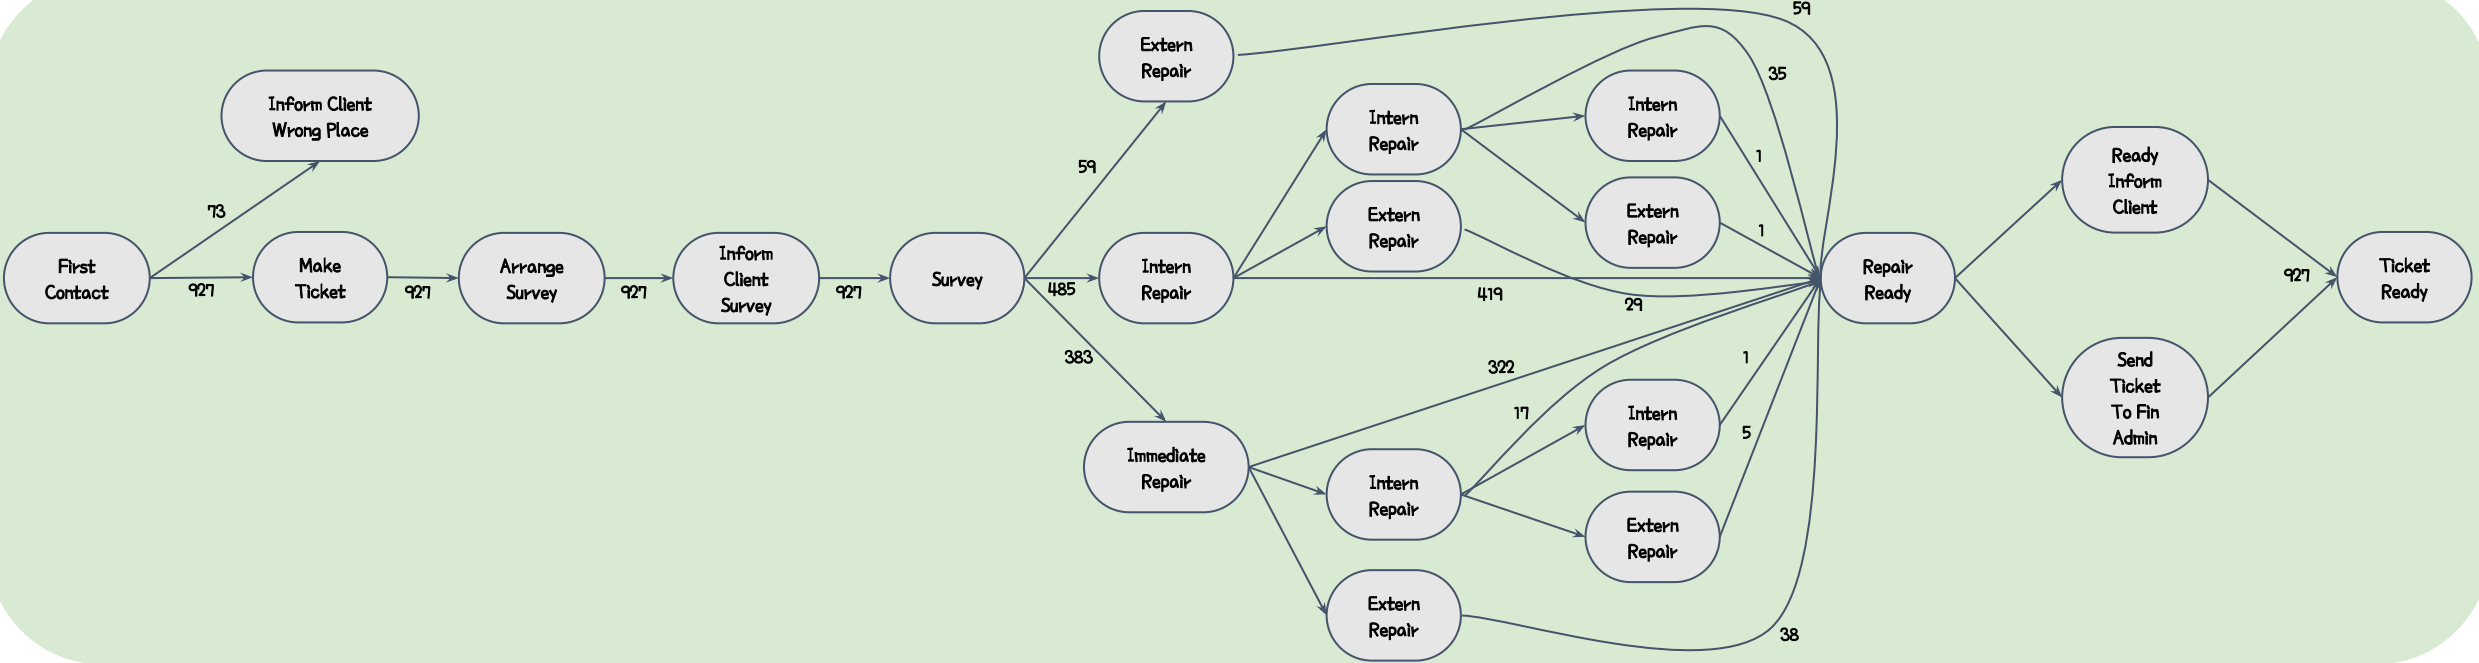 First
Contact
73
Inform Client
Wrong Place
927
Make
Ticket
927
Arrange
Survey
927
Inform
Client
Survey
927
Survey
59
Extern
Repair
59
485
Intern
Repair
383
Immediate
Repair
Intern
Repair
35
Intern
Repair
1
Extern
Repair
1
Extern
Repair
419
29
322
17
Intern
Repair
Intern
Repair
1
Extern
Repair
5
Extern
Repair
38
Repair
Ready
Ready
Inform
Client
Send
Ticket
To Fin
Admin
927
Ticket
Ready